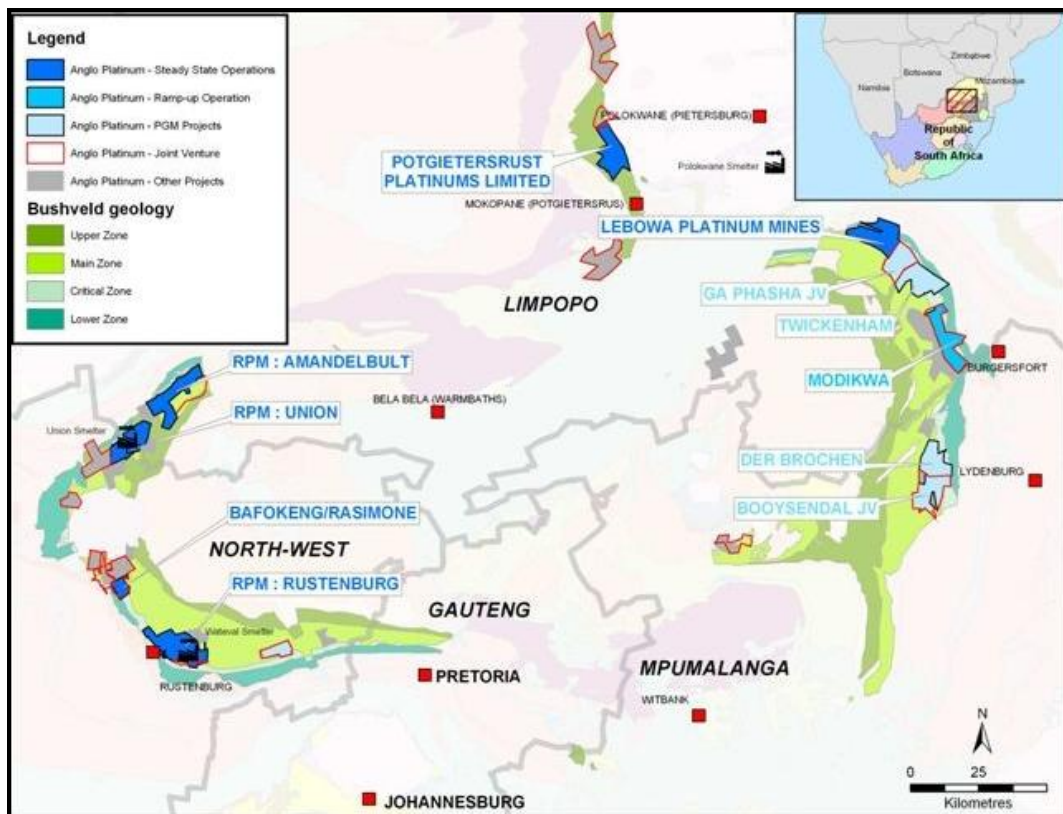 Legend
Anglo Platinum - Steady State Operations
Anglo Platinum - Ramp-up Operation
Anglo Platinum - PGM Projects
Anglo Platinum - Joint Venture
Anglo Platinum - Other Projects
Bushveld geology
Upper Zone
Main Zone
Critical Zone
Lower Zone
Zimbabwe
Botswana
Mozambique
Namibia
Republic
of
South Africa
POLOKWANE (PIETERSBURG)
POTGIETERSRUST
PLATINUMS LIMITED
Polokwane Smelter
MOKOPANE (POTGIETERSRUS)
LEBOWA PLATINUM MINES
LIMPOPO
GA PHASHA JV
TWICKENHAM
RPM : AMANDELBULT
BURGERSFORT
MODIKWA
BELA BELA (WARMBATHS)
RPM : UNION
Union Smelter
DER BROCHEN
LYDENBURG
BAFOKENG/RASIMONE
BOOYSENDAL JV
NORTH-WEST
RPM : RUSTENBURG
GAUTENG
Waterval Smelter
MPUMALANGA
PRETORIA
RUSTENBURG
WITBANK
N
0 25
Kilometres
JOHANNESBURG